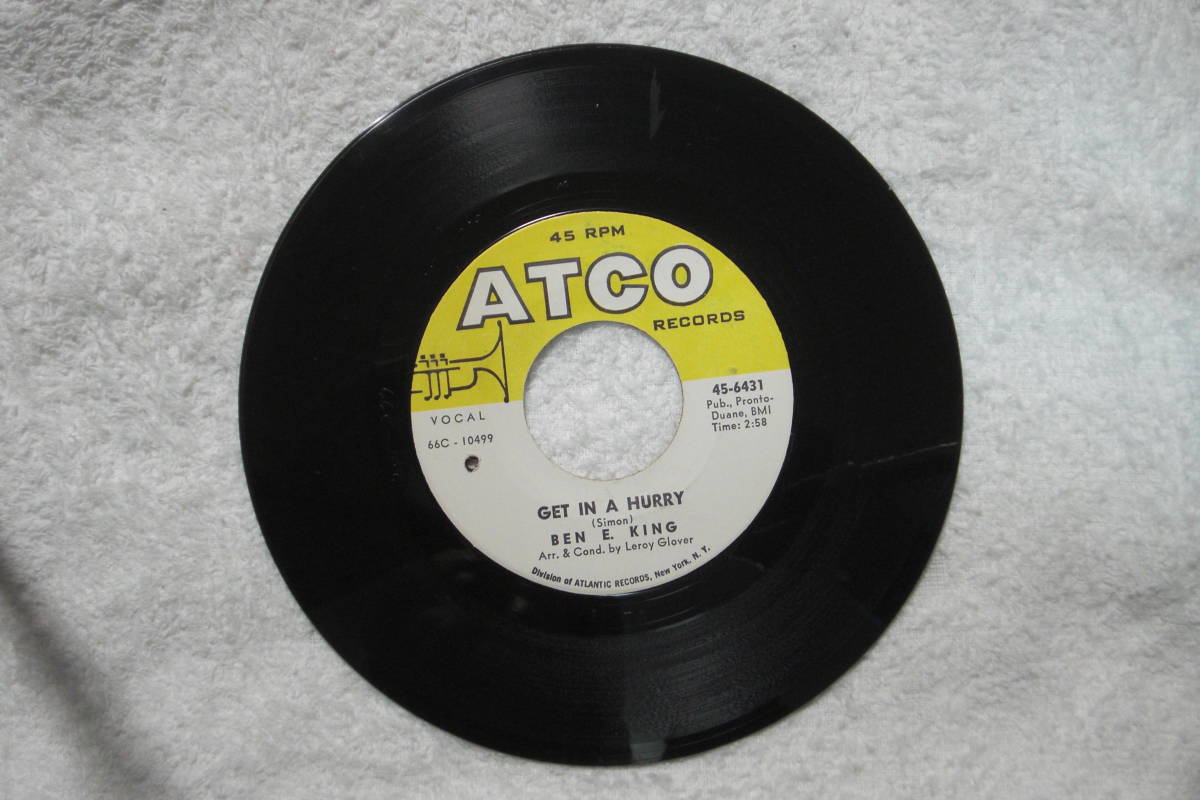 45 RPM
ATCO
RECORDS
45-6431
Pub., Pronto-
Duane, BMI
Time: 2:58
VOCAL
66C - 10499
GET IN A HURRY
(Simon)
BEN E. KING
Arr. & Cond. by Leroy Glover
Division of ATLANTIC RECORDS, New York, N. Y.